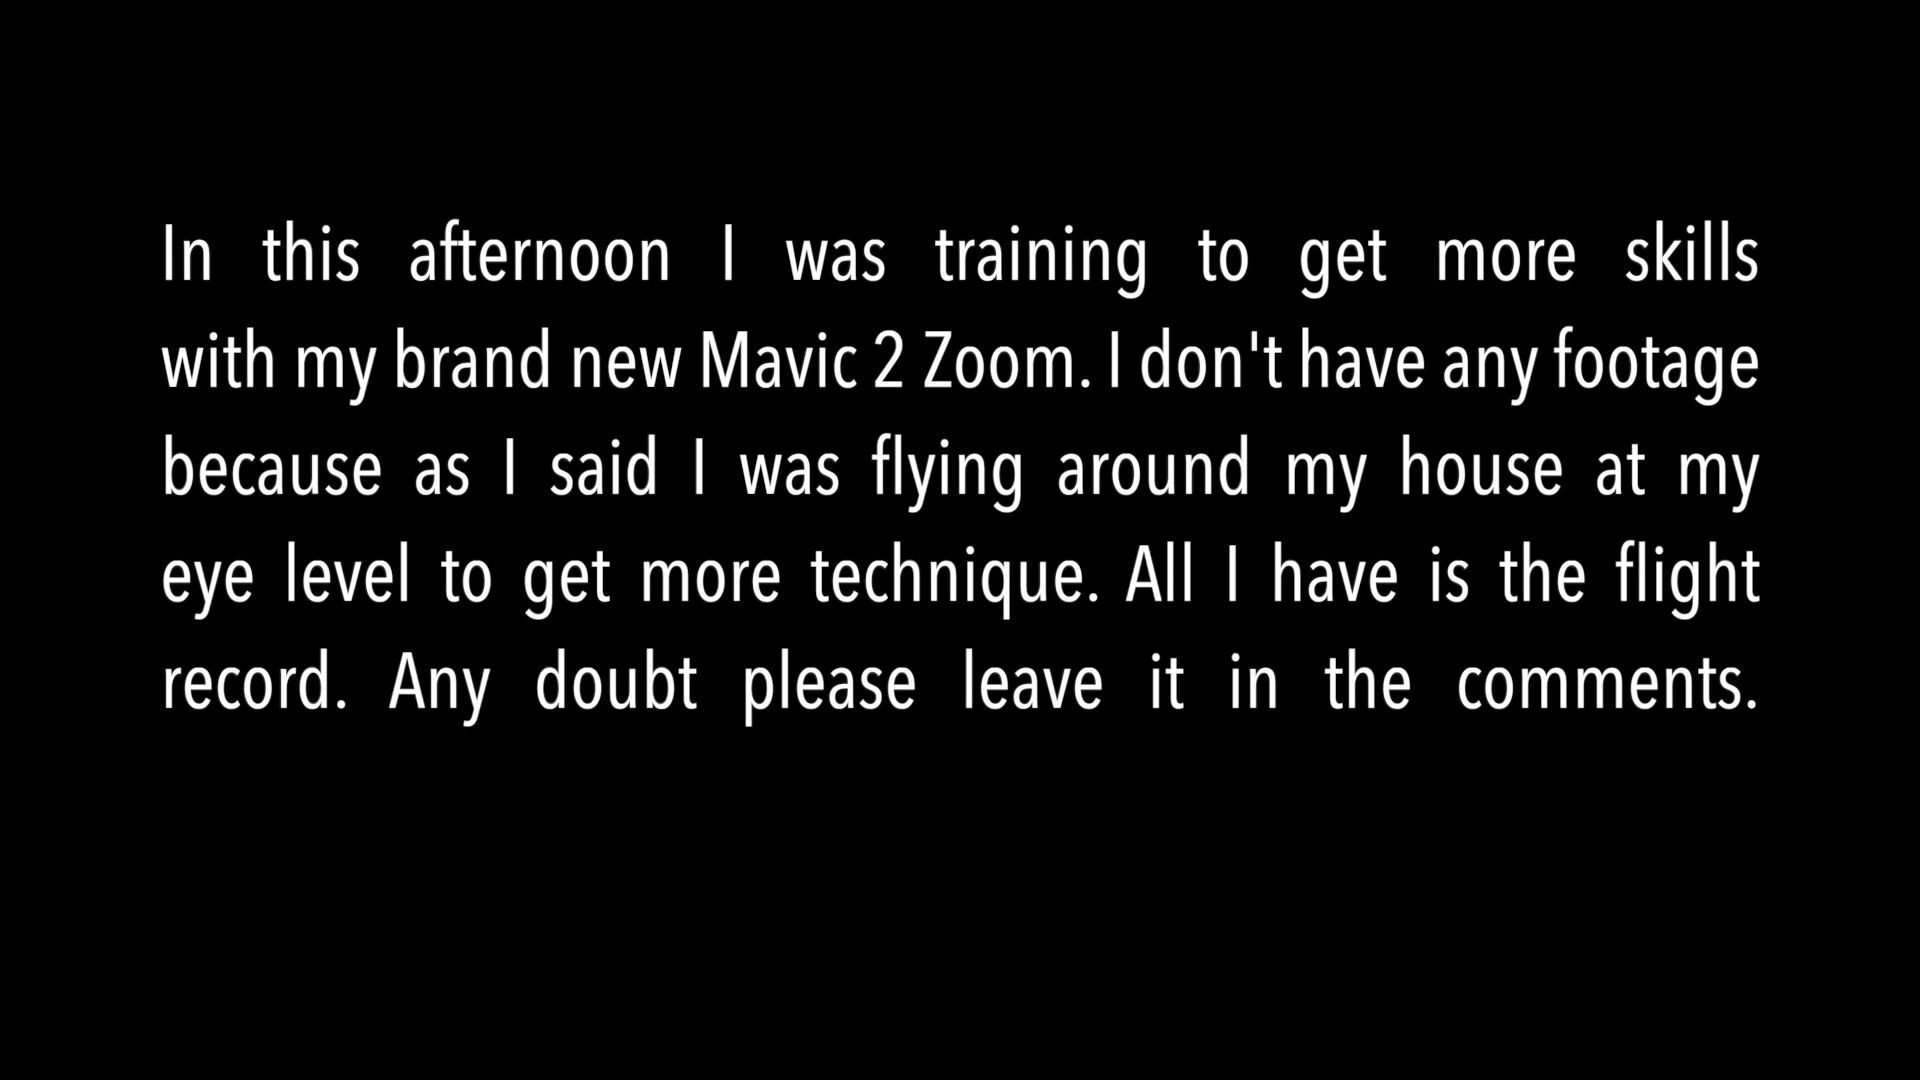 In this afternoon I was training to get more skills
with my brand new Mavic 2 Zoom. I don't have any footage
because as I said I was flying around my house at my
eye level to get more technique. All I have is the flight
record. Any doubt please leave it in the comments.